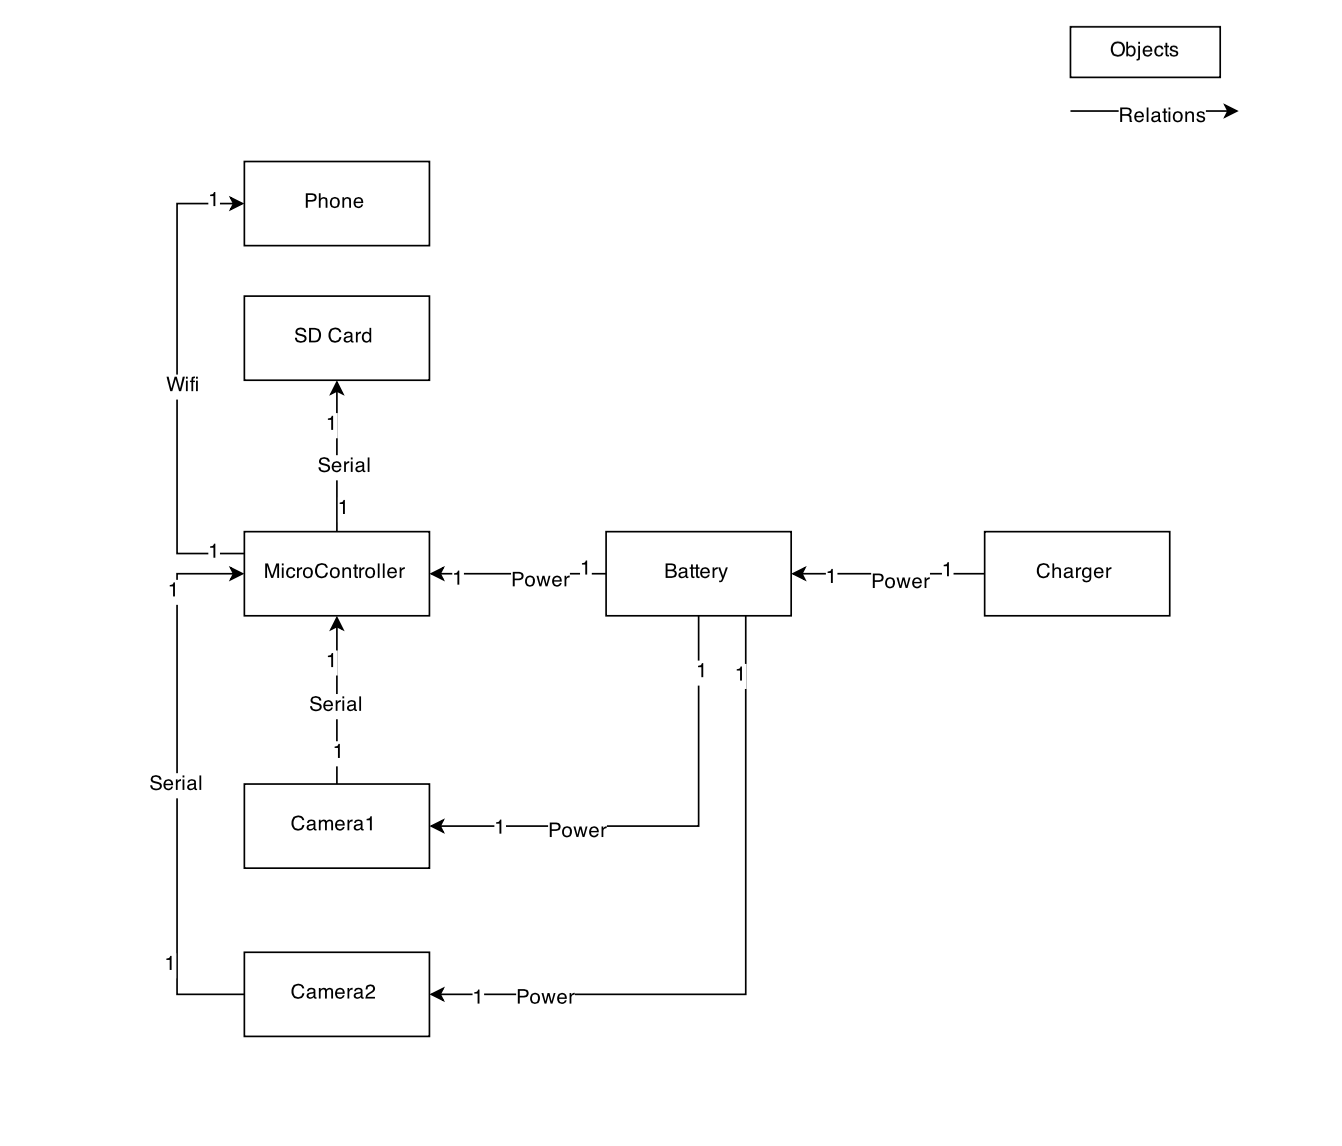 Objects
Relations
1
Phone
SD Card
Wifi
1
Serial
1
1
MicroController
1
Power
1
Battery
1
Power
1
Charger
1
1
1
1
Serial
1
Serial
Camera1
1
Power
1
Camera2
1
Power